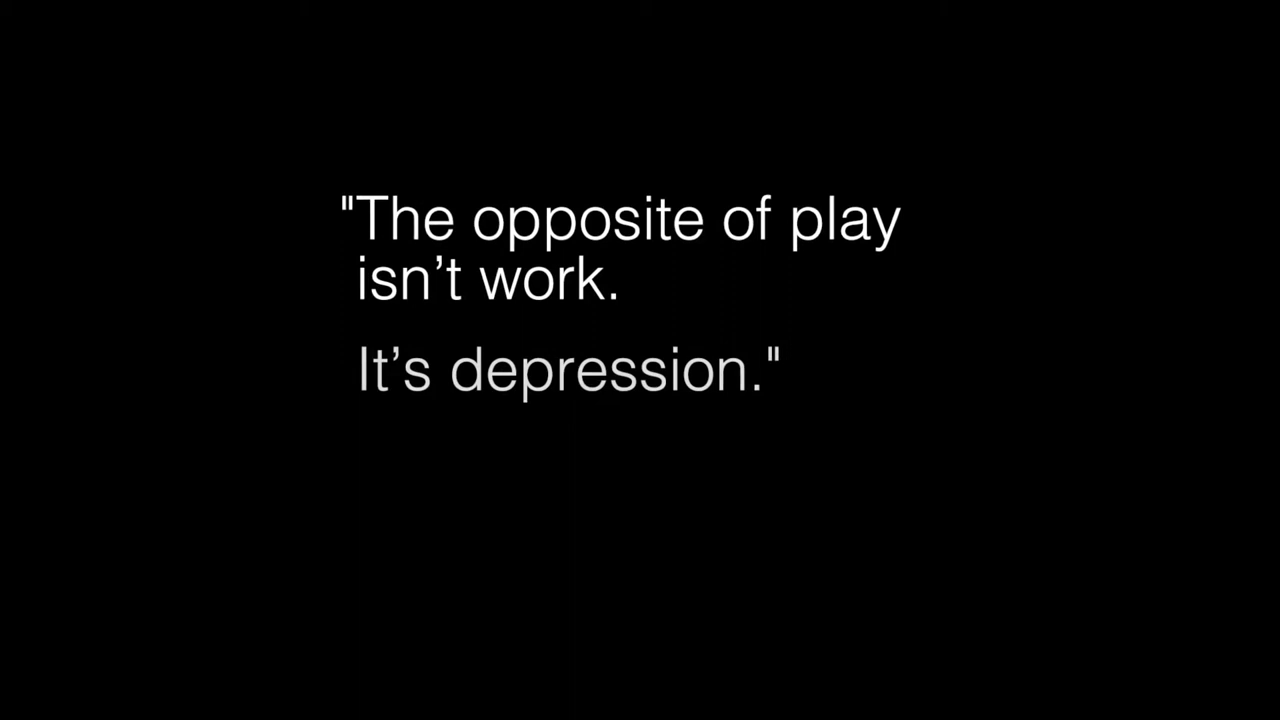 "The opposite of play
isn’t work.
It’s depression."